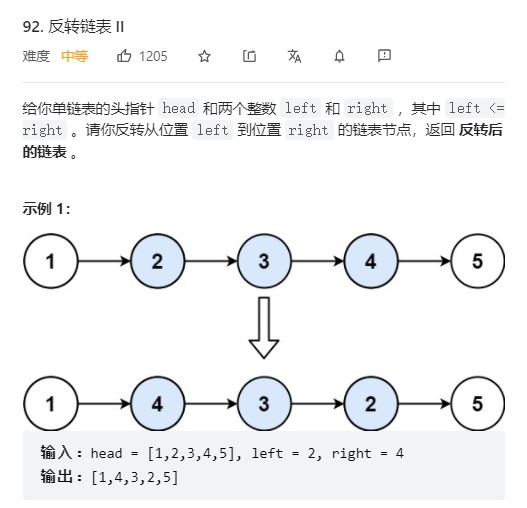 92. 反转链表 II
难度 中等 1205
给你单链表的头指针 head 和两个整数 left 和 right ，其中 left <=
right 。请你反转从位置 left 到位置 right 的链表节点，返回 反转后
的链表 。
示例 1：
1 2 3 4 5
1 4 3 2 5
输入：head = [1,2,3,4,5], left = 2, right = 4
输出：[1,4,3,2,5]